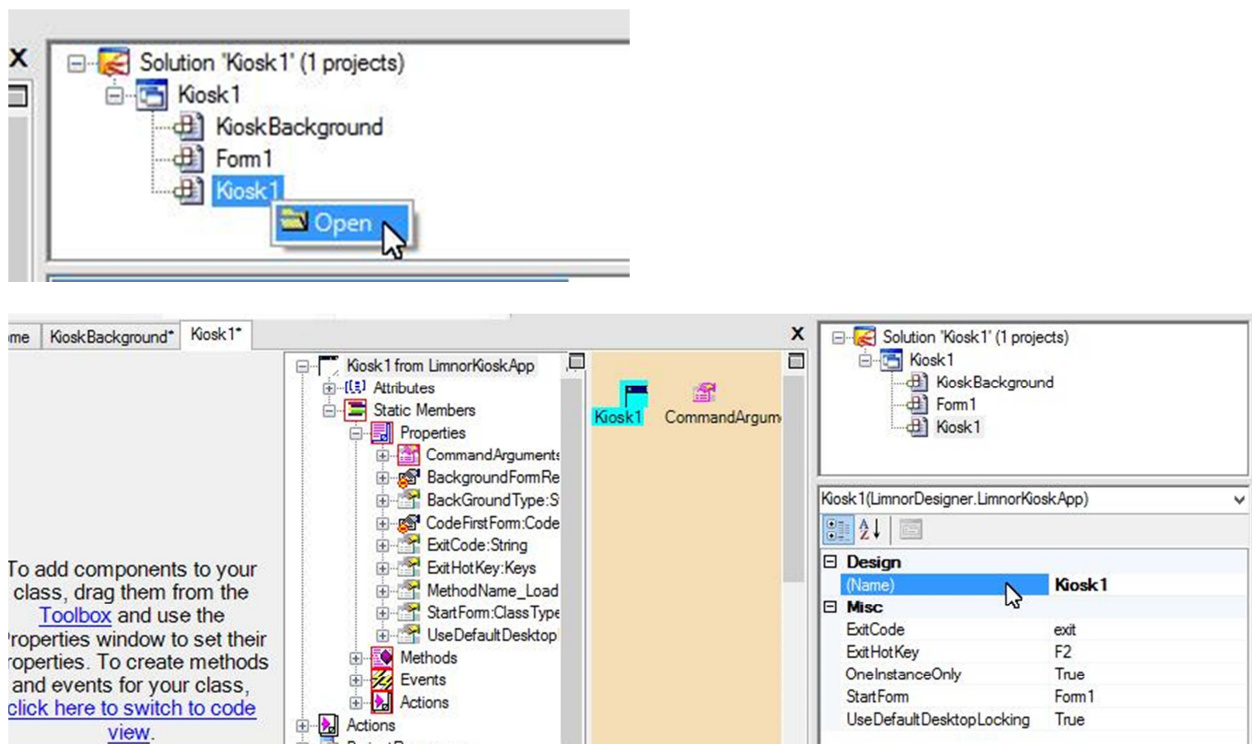 X
Solution 'Kiosk1' (1 projects)
Kiosk1
KioskBackground
Form1
Kiosk1
Open
KioskBackground*
Kiosk1*
X
Kiosk1 from LimnorKioskApp
Attributes
Static Members
Properties
CommandArguments
BackgroundFormRe
BackGroundType:S
CodeFirstForm:Code
ExitCode:String
ExitHotKey:Keys
MethodName_Load
StartForm:ClassType
UseDefaultDesktop
Methods
Events
Actions
Actions
To add components to your
class, drag them from the
Toolbox and use the
roperties window to set their
roperties. To create methods
and events for your class,
click here to switch to code
view.
Kiosk1
CommandArgum
Solution 'Kiosk1' (1 projects)
Kiosk1
KioskBackground
Form1
Kiosk1
Kiosk1(LimnorDesigner.LimnorKioskApp)
Design
(Name) Kiosk1
Misc
ExitCode exit
ExitHotKey F2
OneInstanceOnly True
StartForm Form1
UseDefaultDesktopLocking True